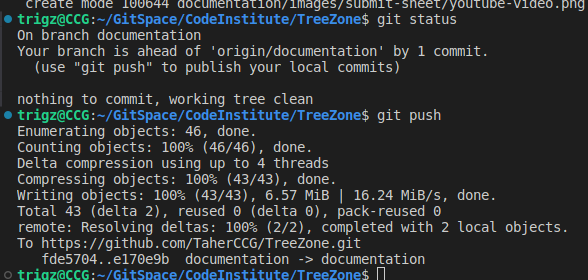 create mode 100644 documentation/images/submit-sheet/youtube-video.png
trigz@CCG:~/GitSpace/CodeInstitute/TreeZone$ git status
On branch documentation
Your branch is ahead of 'origin/documentation' by 1 commit.
  (use "git push" to publish your local commits)

nothing to commit, working tree clean
trigz@CCG:~/GitSpace/CodeInstitute/TreeZone$ git push
Enumerating objects: 46, done.
Counting objects: 100% (46/46), done.
Delta compression using up to 4 threads
Compressing objects: 100% (43/43), done.
Writing objects: 100% (43/43), 6.57 MiB | 16.24 MiB/s, done.
Total 43 (delta 2), reused 0 (delta 0), pack-reused 0
remote: Resolving deltas: 100% (2/2), completed with 2 local objects.
To https://github.com/TaherCCG/TreeZone.git
   fde5704..e170e9b  documentation -> documentation
trigz@CCG:~/GitSpace/CodeInstitute/TreeZone$